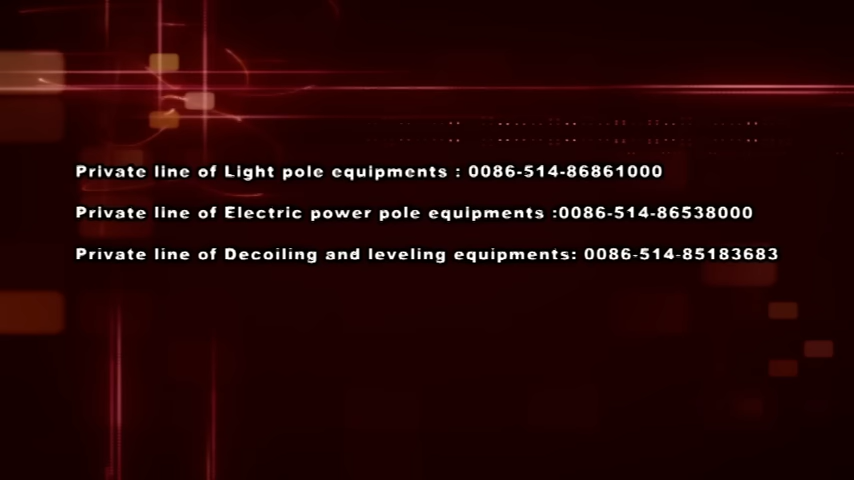 Private line of Light pole equipments : 0086-514-86861000
Private line of Electric power pole equipments :0086-514-86538000
Private line of Decoiling and leveling equipments: 0086-514-85183683